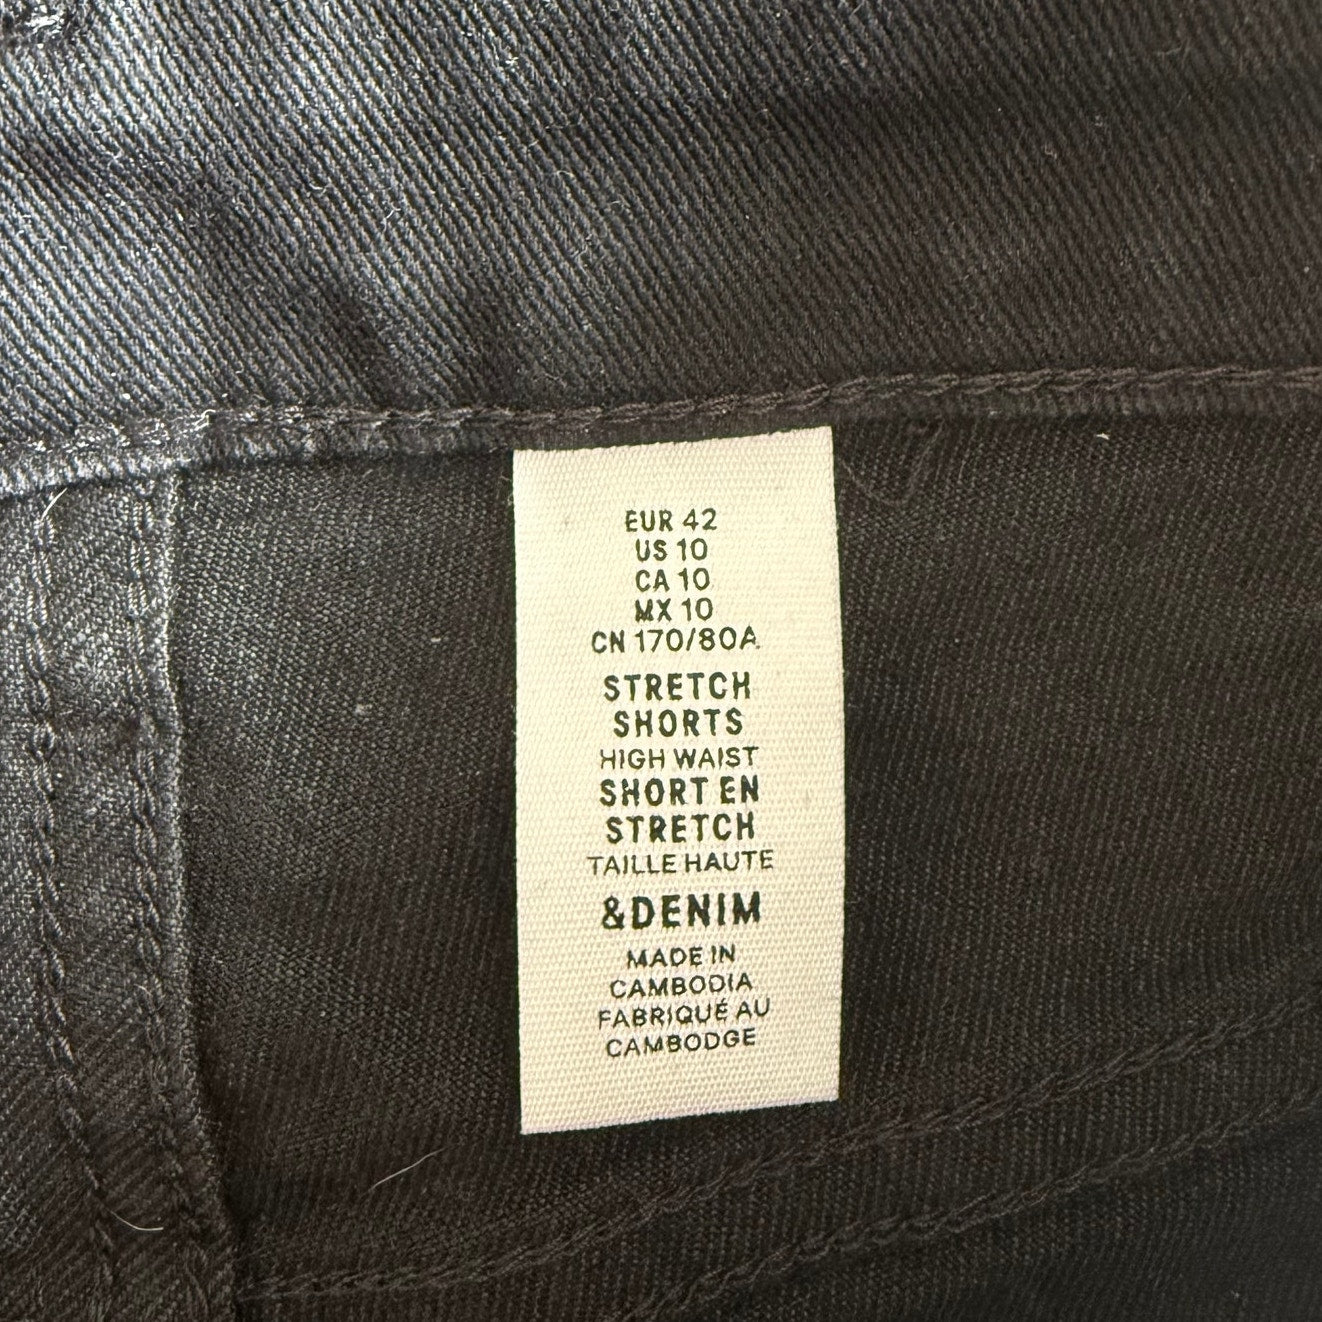 EUR 42
US 10
CA 10
MX 10
CN 170/80A
STRETCH
SHORTS
HIGH WAIST
SHORT EN
STRETCH
TAILLE HAUTE
&DENIM
MADE IN
CAMBODIA
FABRIQUÉ AU
CAMBODGE